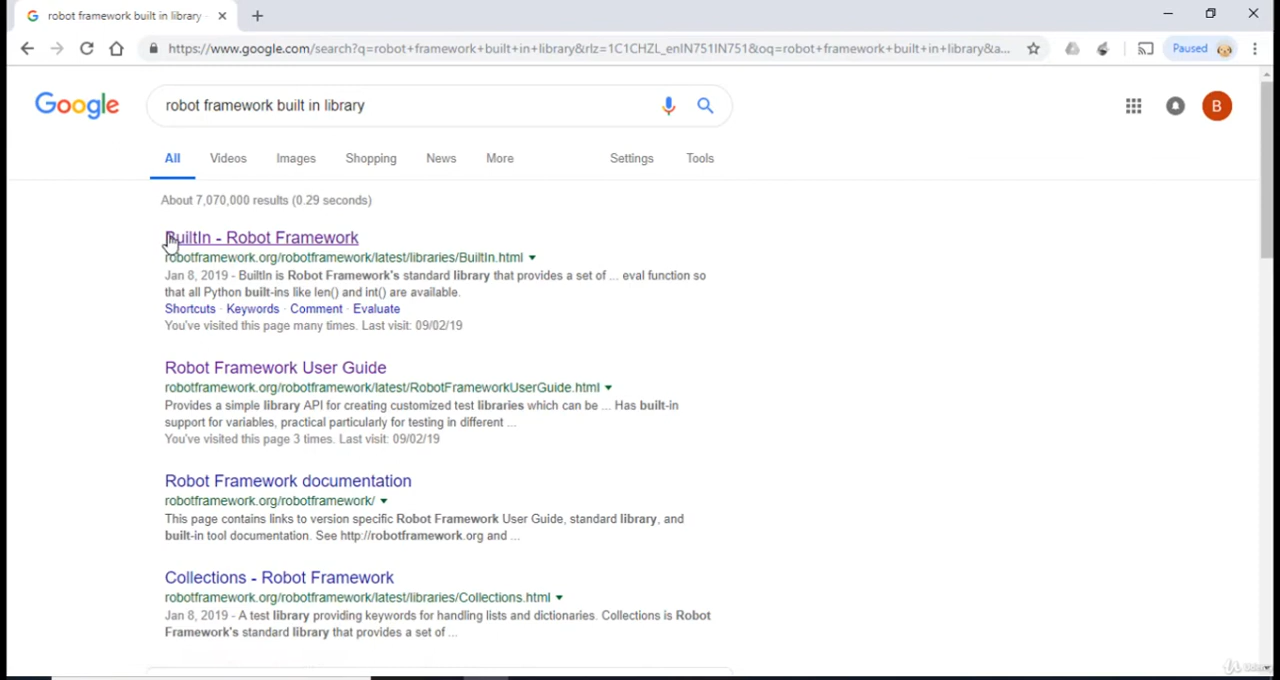 robot framework built in library
https://www.google.com/search?q=robot+framework+built+in+library&rlz=1C1CHZL_enIN751IN751&oq=robot+framework+built+in+library&a...
Paused
Google
robot framework built in library
B
All
Videos
Images
Shopping
News
More
Settings
Tools
About 7,070,000 results (0.29 seconds)
BuiltIn - Robot Framework
robotframework.org/robotframework/latest/libraries/BuiltIn.html
Jan 8, 2019 - BuiltIn is Robot Framework's standard library that provides a set of ... eval function so
that all Python built-ins like len() and int() are available.
Shortcuts · Keywords · Comment · Evaluate
You've visited this page many times. Last visit: 09/02/19
Robot Framework User Guide
robotframework.org/robotframework/latest/RobotFrameworkUserGuide.html
Provides a simple library API for creating customized test libraries which can be ... Has built-in
support for variables, practical particularly for testing in different ...
You've visited this page 3 times. Last visit: 09/02/19
Robot Framework documentation
robotframework.org/robotframework/
This page contains links to version specific Robot Framework User Guide, standard library, and
built-in tool documentation. See http://robotframework.org and ...
Collections - Robot Framework
robotframework.org/robotframework/latest/libraries/Collections.html
Jan 8, 2019 - A test library providing keywords for handling lists and dictionaries. Collections is Robot
Framework's standard library that provides a set of ...